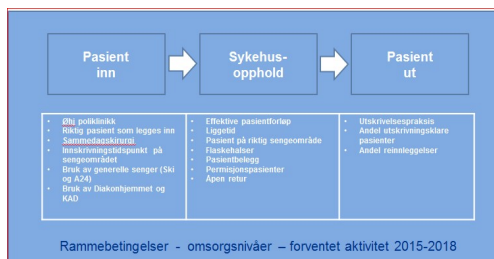 Pasient
inn
Sykehus-
opphold
Pasient
ut
Øhj poliklinikk
Riktig pasient som legges inn
Sammedagskirurgi
Innskrivningstidspunkt på
sengeområdet
Bruk av generelle senger (Ski
og A24)
Bruk av Diakonhjemmet og
KAD
Effektive pasientforløp
Liggetid
Pasient på riktig sengeområde
Flaskehalser
Pasientbelegg
Permisjonspasienter
Åpen retur
Utskrivelsespraksis
Andel utskrivningsklare
pasienter
Andel reinnleggelser
Rammebetingelser - omsorgsnivåer – forventet aktivitet 2015-2018